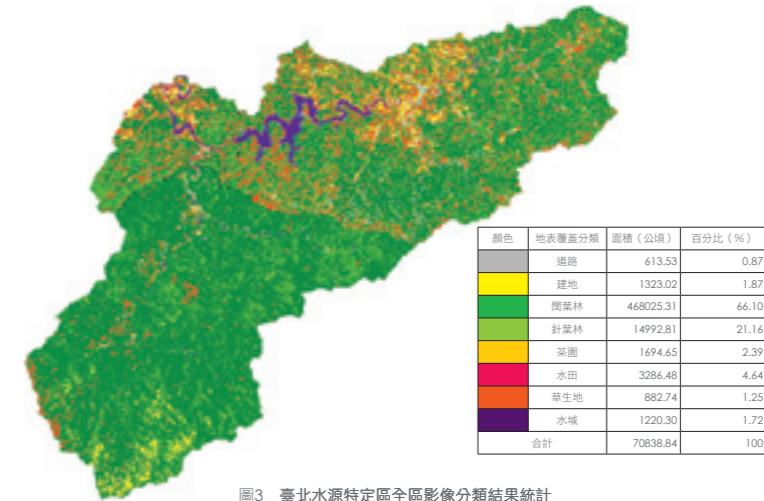 顏色 地表覆蓋分類 面積（公頃） 百分比（%）
道路 613.53 0.87
建地 1323.02 1.87
闊葉林 468025.31 66.10
針葉林 14992.81 21.16
茶園 1694.65 2.39
水田 3286.48 4.64
草生地 882.74 1.25
水域 1220.30 1.72
合計 70838.84 100
圖3 臺北水源特定區全區影像分類結果統計